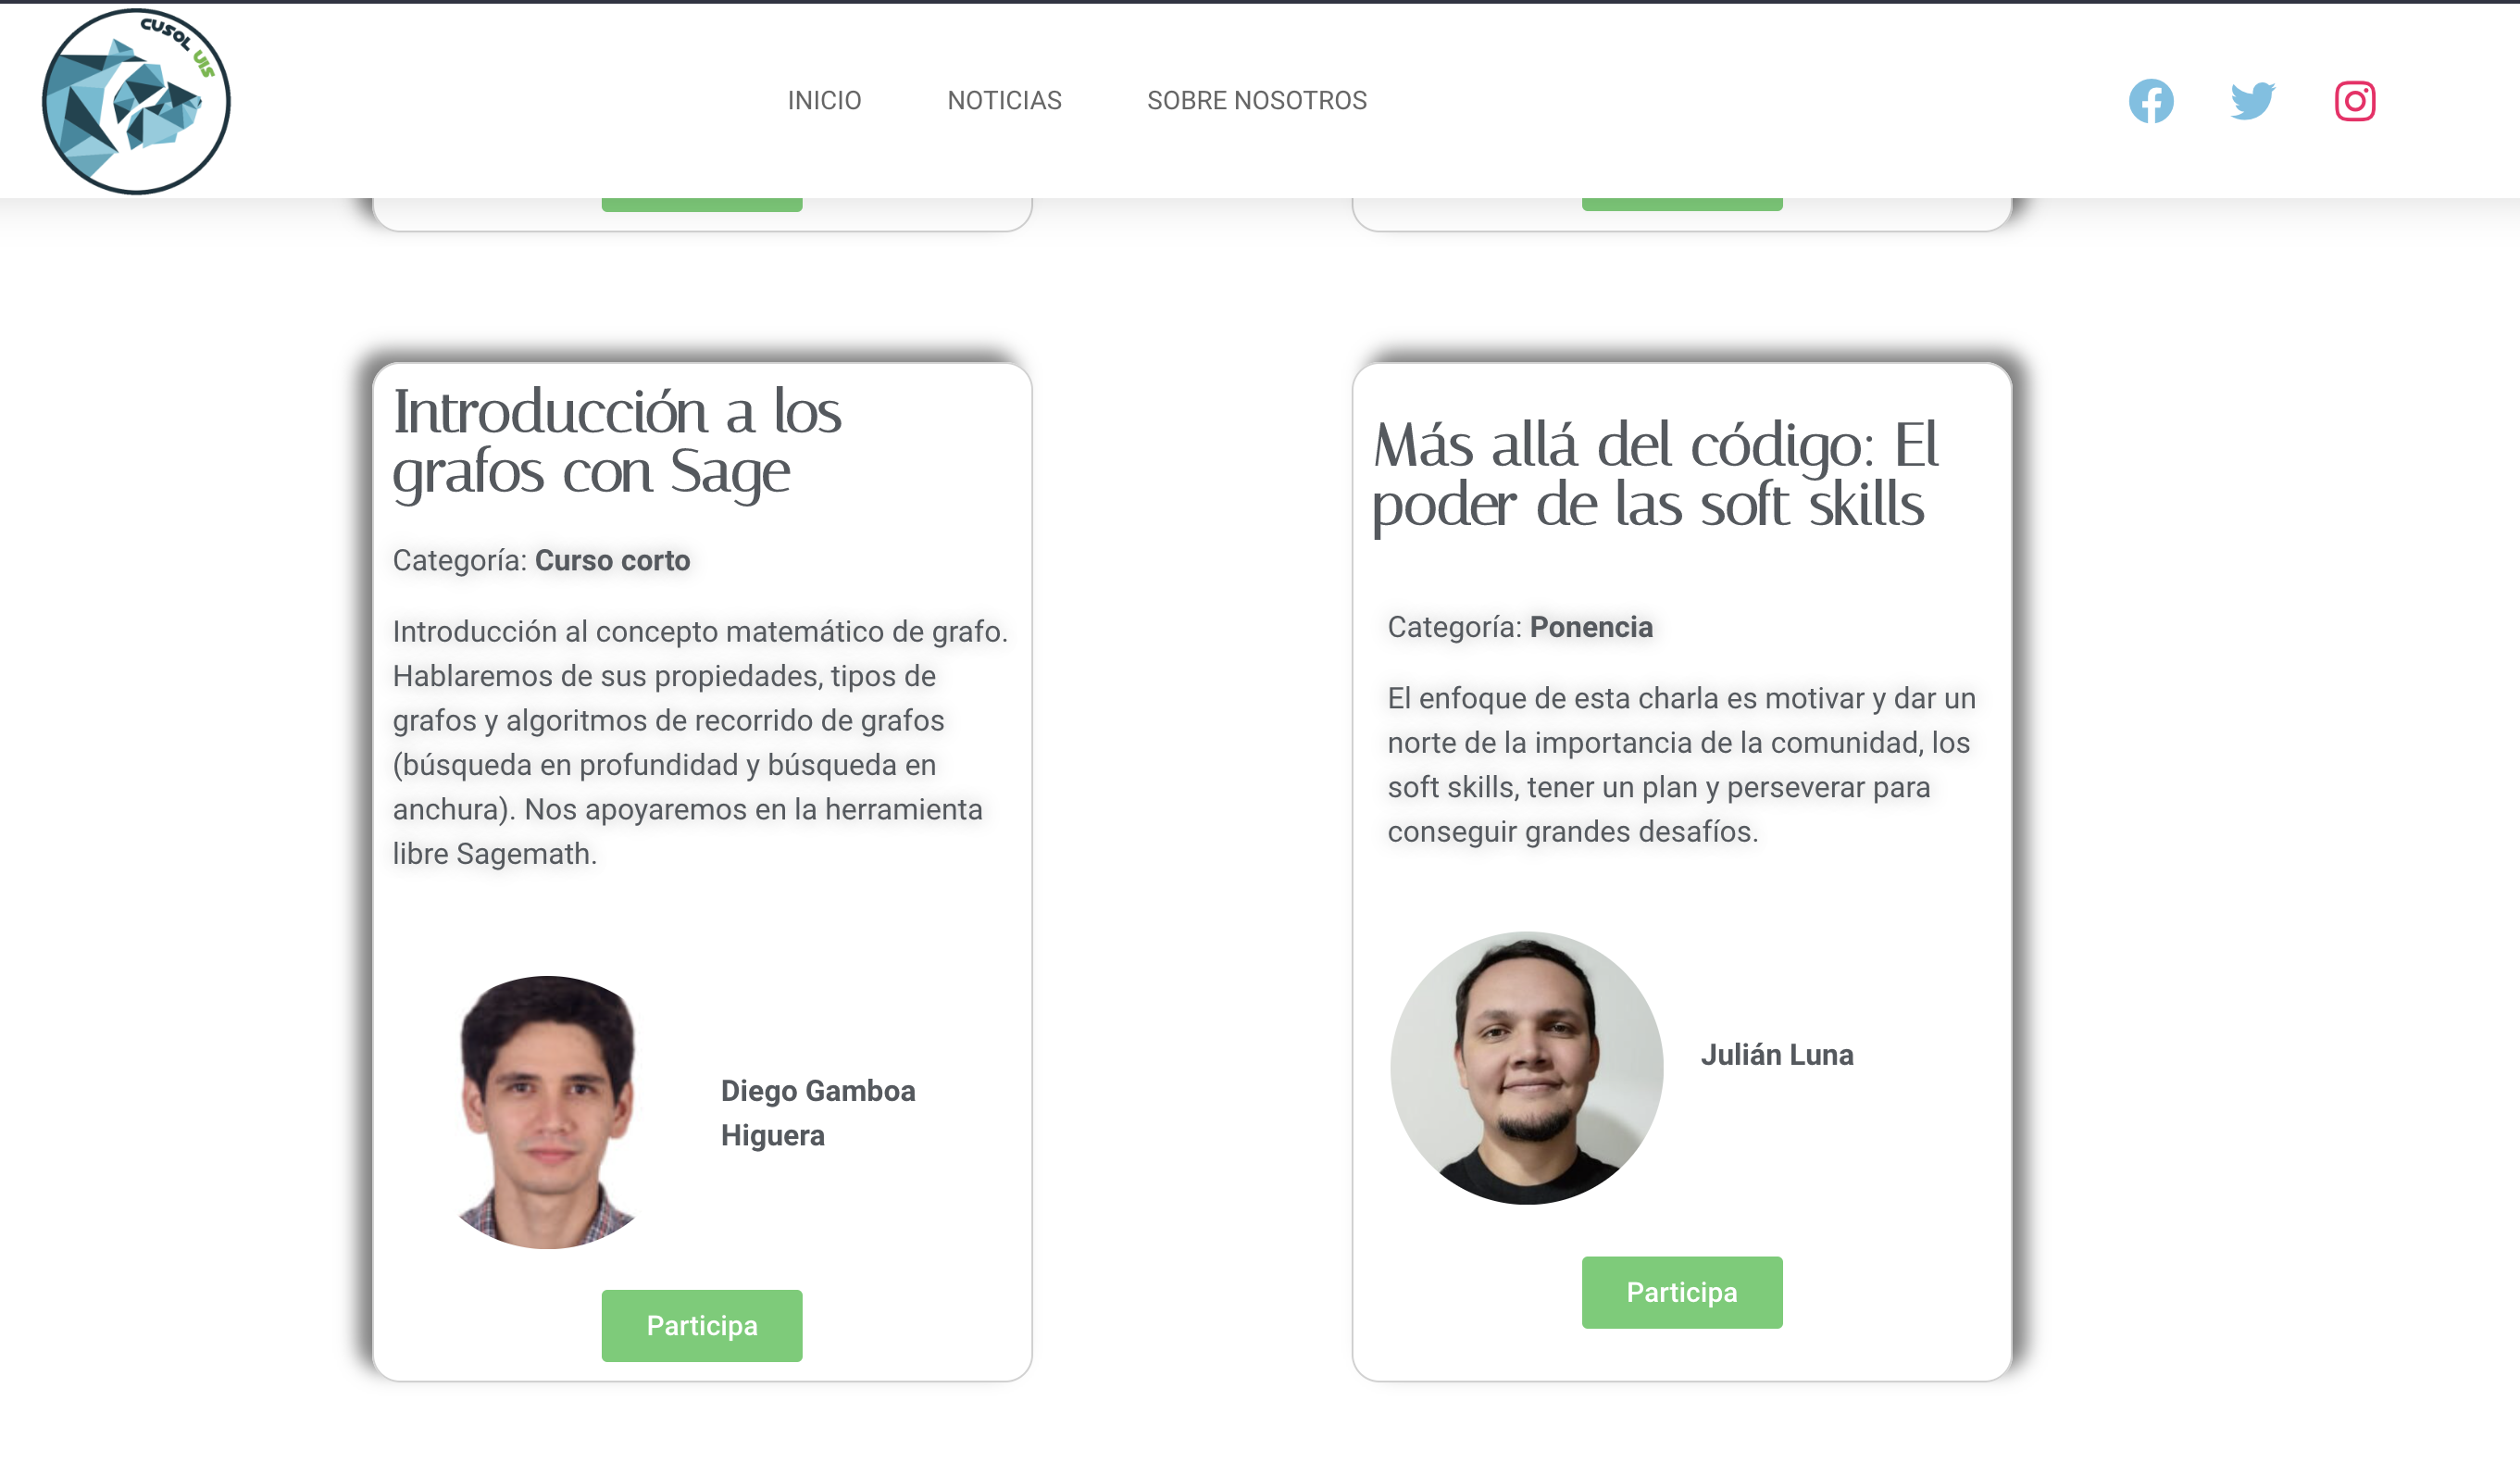 CUSOL UIS
INICIO
NOTICIAS
SOBRE NOSOTROS
Introducción a los
grafos con Sage
Categoría: Curso corto
Introducción al concepto matemático de grafo.
Hablaremos de sus propiedades, tipos de
grafos y algoritmos de recorrido de grafos
(búsqueda en profundidad y búsqueda en
anchura). Nos apoyaremos en la herramienta
libre Sagemath.
Diego Gamboa
Higuera
Participa
Más allá del código: El
poder de las soft skills
Categoría: Ponencia
El enfoque de esta charla es motivar y dar un
norte de la importancia de la comunidad, los
soft skills, tener un plan y perseverar para
conseguir grandes desafíos.
Julián Luna
Participa